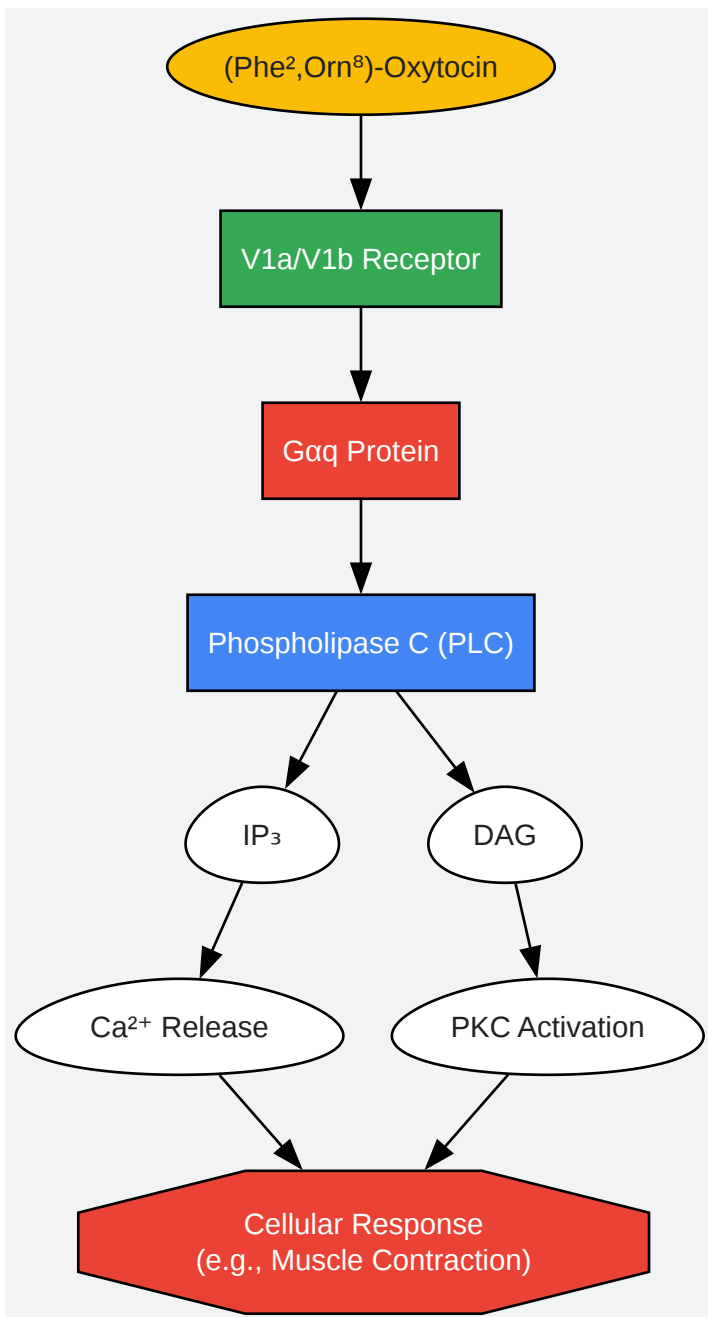 (Phe²,Orn⁸)-Oxytocin
V1a/V1b Receptor
Gαq Protein
Phospholipase C (PLC)
IP₃
DAG
Ca²⁺ Release
PKC Activation
Cellular Response
(e.g., Muscle Contraction)